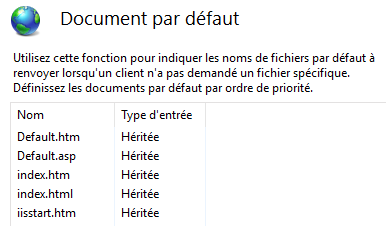 Document par défaut
Utilisez cette fonction pour indiquer les noms de fichiers par défaut à
renvoyer lorsqu'un client n'a pas demandé un fichier spécifique.
Définissez les documents par défaut par ordre de priorité.
Nom Type d'entrée
Default.htm Héritée
Default.asp Héritée
index.htm Héritée
index.html Héritée
iisstart.htm Héritée